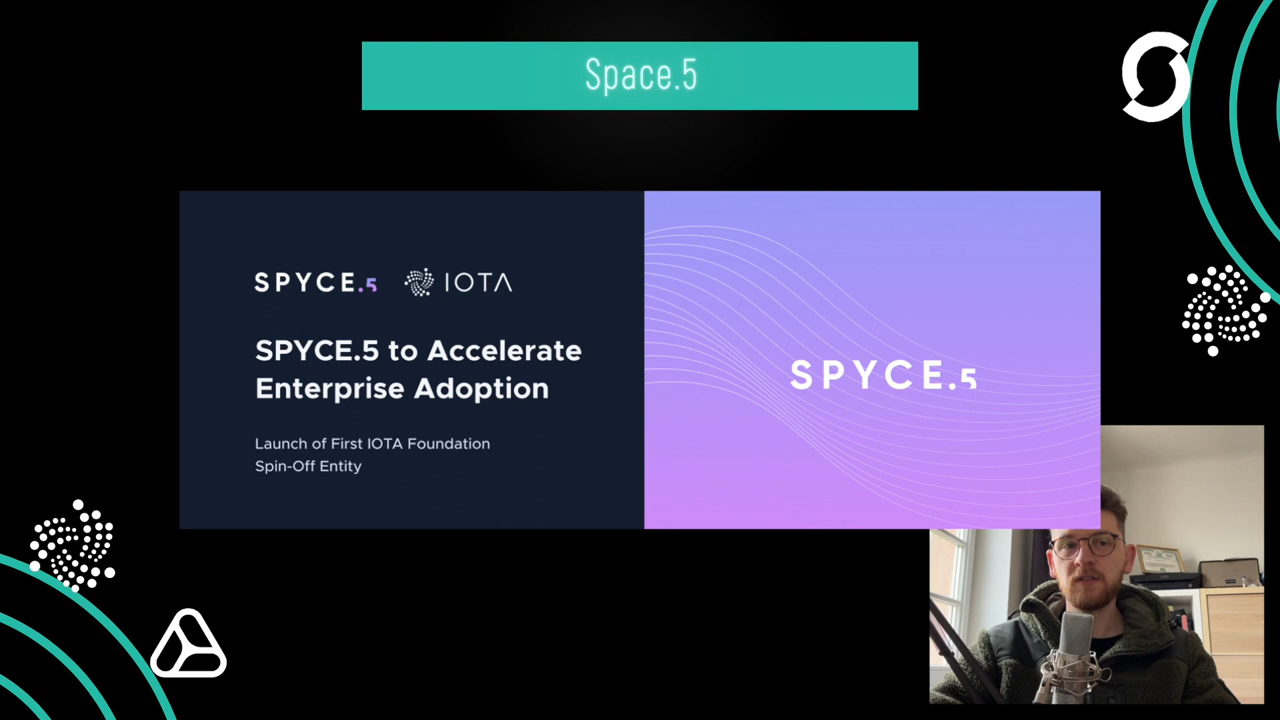 Space.5
SPYCE.5 IOTA
SPYCE.5 to Accelerate
Enterprise Adoption
Launch of First IOTA Foundation
Spin-Off Entity
SPYCE.5